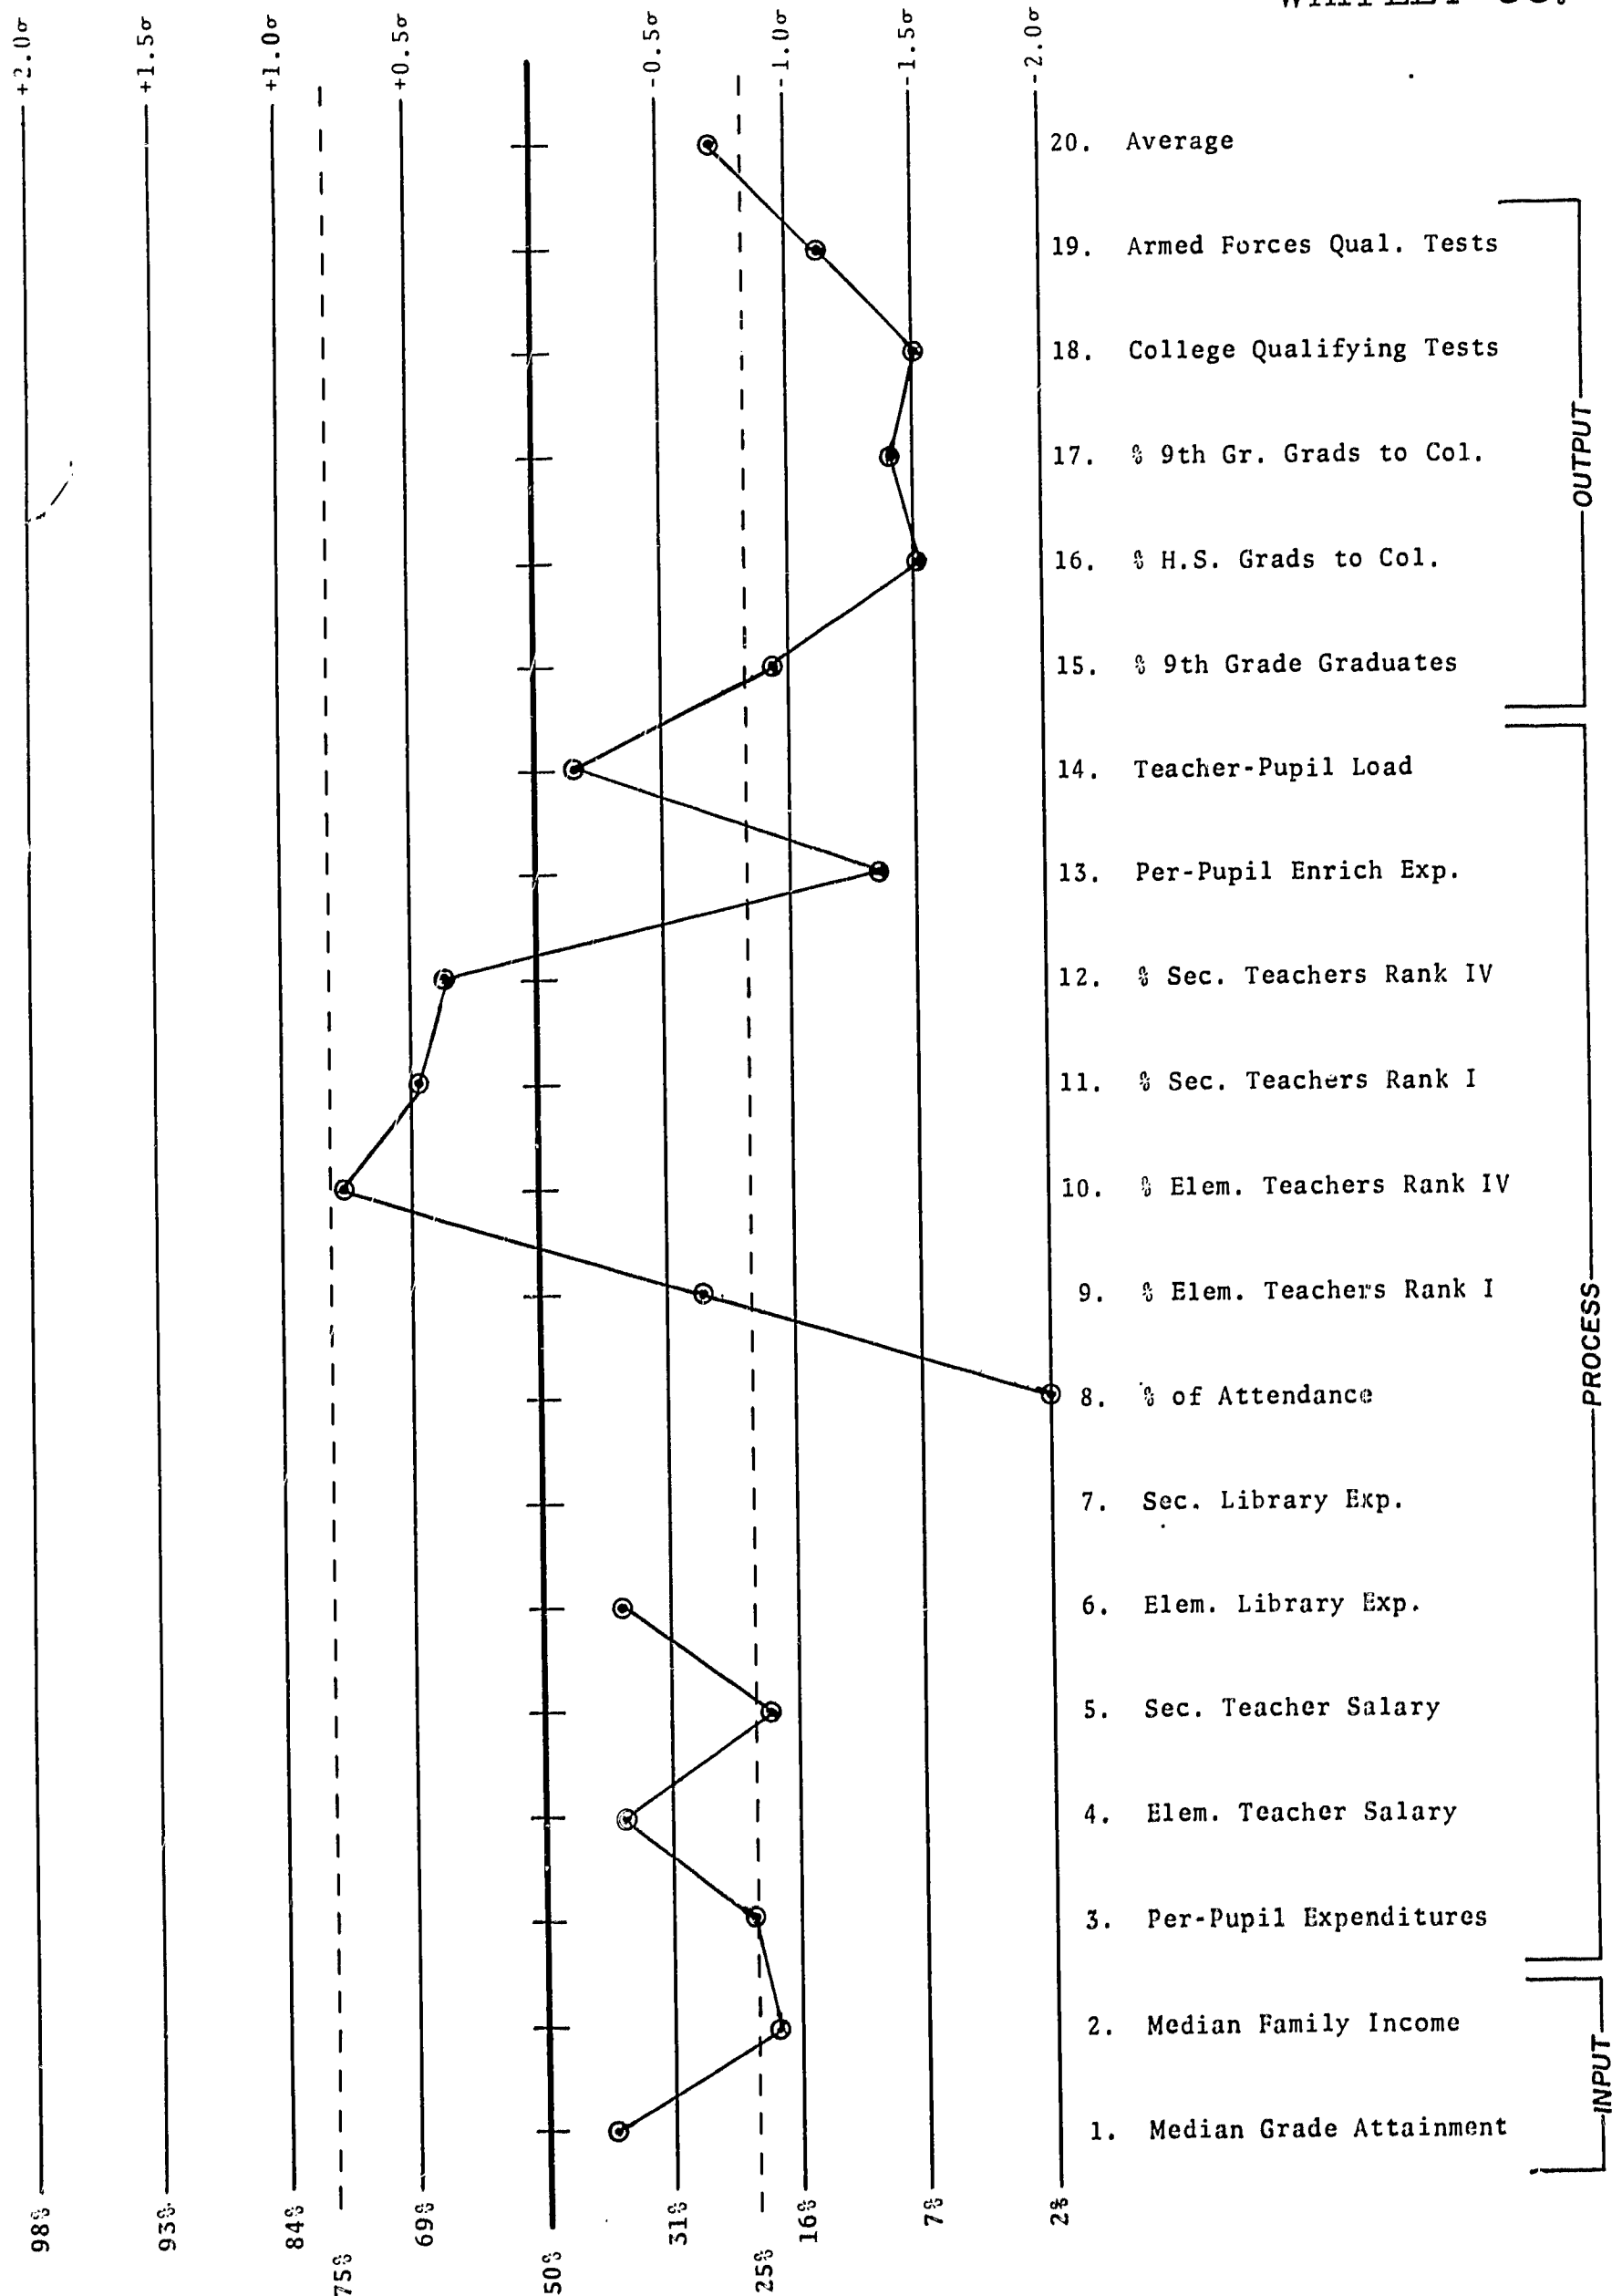 +2.0σ
+1.5σ
+1.0σ
+0.5σ
-0.5σ
-1.0σ
-1.5σ
-2.0σ
20. Average
19. Armed Forces Qual. Tests
18. College Qualifying Tests
17. % 9th Gr. Grads to Col.
16. % H.S. Grads to Col.
15. % 9th Grade Graduates
OUTPUT
14. Teacher-Pupil Load
13. Per-Pupil Enrich Exp.
12. % Sec. Teachers Rank IV
11. % Sec. Teachers Rank I
10. % Elem. Teachers Rank IV
9. % Elem. Teachers Rank I
8. % of Attendance
7. Sec. Library Exp.
6. Elem. Library Exp.
5. Sec. Teacher Salary
4. Elem. Teacher Salary
3. Per-Pupil Expenditures
PROCESS
2. Median Family Income
1. Median Grade Attainment
INPUT
98%
93%
84%
75%
69%
50%
31%
25%
16%
7%
2%